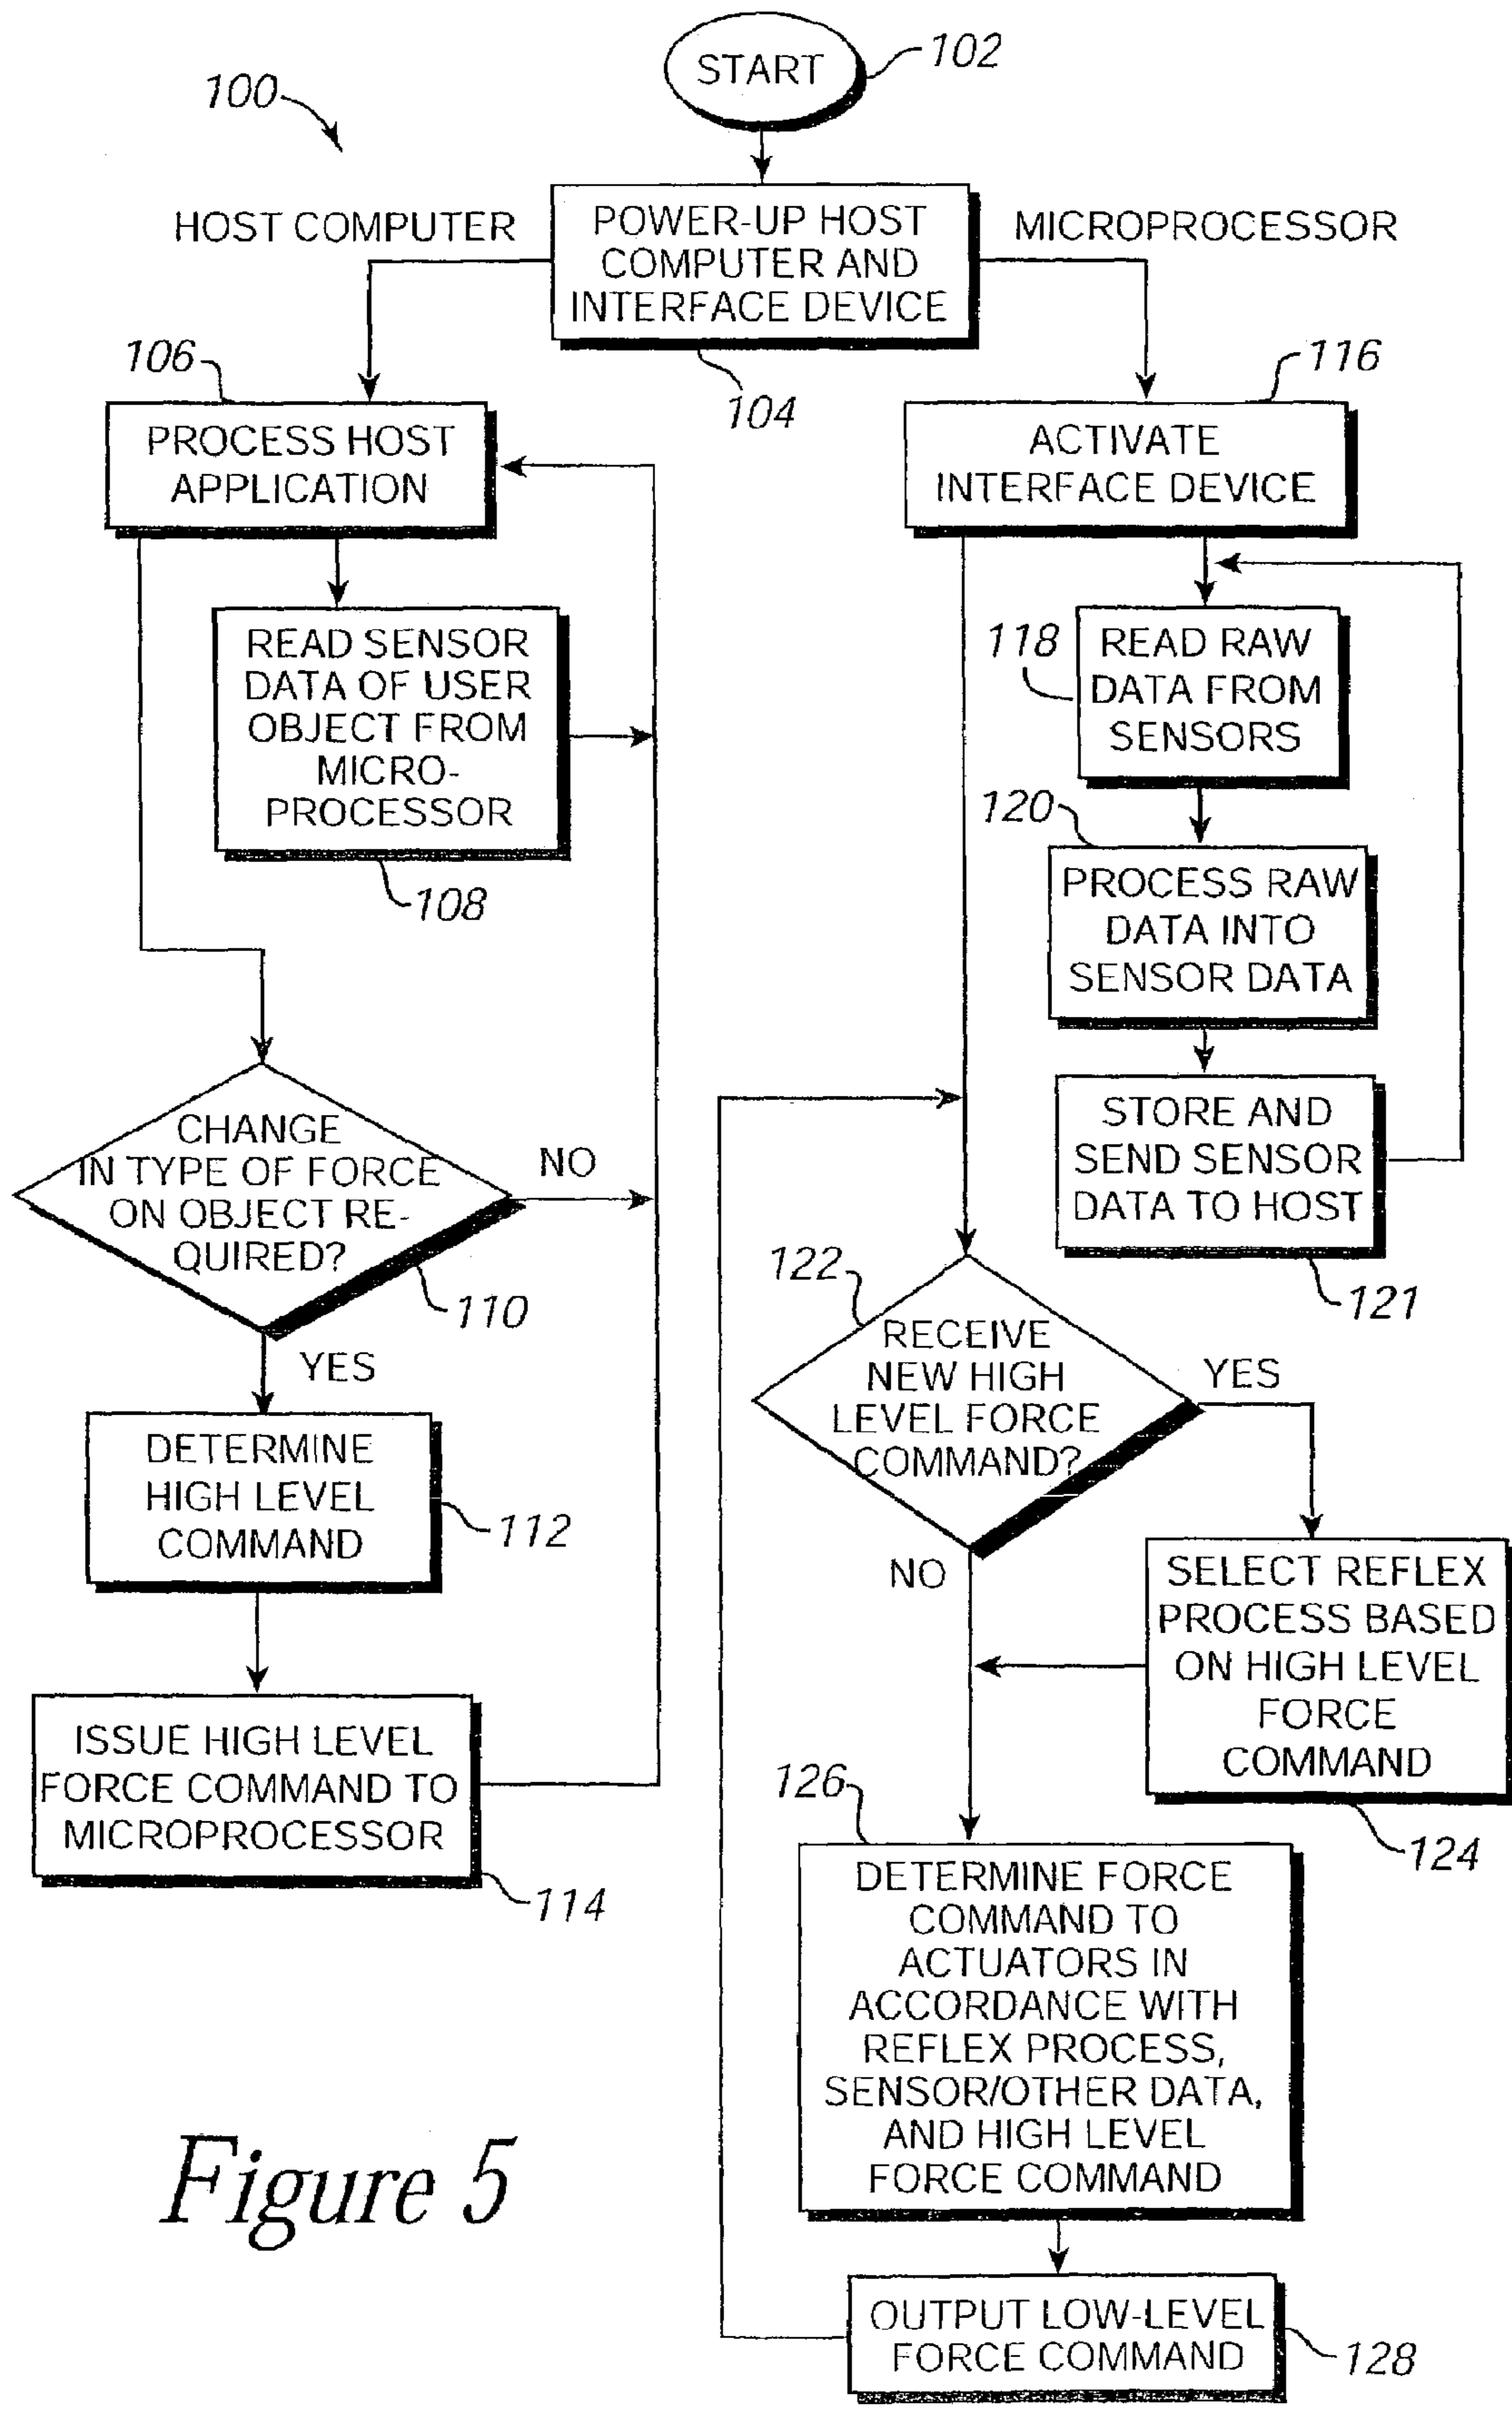 START
102
100
HOST COMPUTER
POWER-UP HOST
COMPUTER AND
INTERFACE DEVICE
MICROPROCESSOR
104
106
PROCESS HOST
APPLICATION
116
ACTIVATE
INTERFACE DEVICE
READ SENSOR
DATA OF USER
OBJECT FROM
MICRO-
PROCESSOR
108
118
READ RAW
DATA FROM
SENSORS
120
PROCESS RAW
DATA INTO
SENSOR DATA
STORE AND
SEND SENSOR
DATA TO HOST
121
CHANGE
IN TYPE OF FORCE
ON OBJECT RE-
QUIRED?
NO
110
YES
DETERMINE
HIGH LEVEL
COMMAND
112
ISSUE HIGH LEVEL
FORCE COMMAND TO
MICROPROCESSOR
114
122
RECEIVE
NEW HIGH
LEVEL FORCE
COMMAND?
YES
NO
SELECT REFLEX
PROCESS BASED
ON HIGH LEVEL
FORCE
COMMAND
124
126
DETERMINE FORCE
COMMAND TO
ACTUATORS IN
ACCORDANCE WITH
REFLEX PROCESS,
SENSOR/OTHER DATA,
AND HIGH LEVEL
FORCE COMMAND
OUTPUT LOW-LEVEL
FORCE COMMAND
128
Figure 5